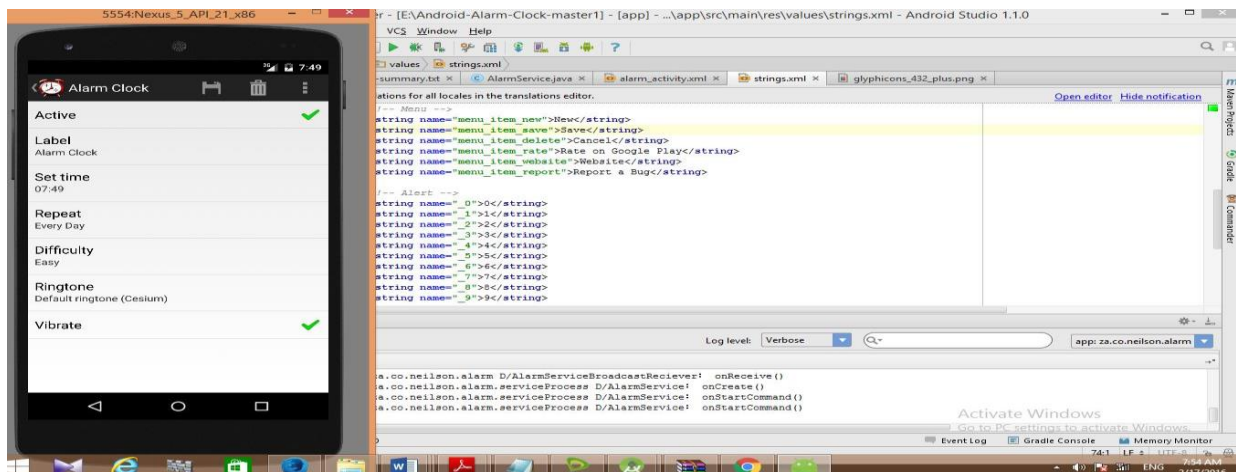 5554:Nexus_5_API_21_x86
er - [E:\Android-Alarm-Clock-master1] - [app] - ...\app\src\main\res\values\strings.xml - Android Studio 1.1.0
VCS Window Help
values strings.xml
-summary.txt AlarmService.java alarm_activity.xml strings.xml glyphicons_432_plus.png
ations for all locales in the translations editor. Open editor Hide notification
!-- Menu -->
string name="menu_item_new">New</string>
string name="menu_item_save">Save</string>
string name="menu_item_delete">Cancel</string>
string name="menu_item_rate">Rate on Google Play</string>
string name="menu_item_website">Website</string>
string name="menu_item_report">Report a Bug</string>
!-- Alert -->
string name="_0">0</string>
string name="_1">1</string>
string name="_2">2</string>
string name="_3">3</string>
string name="_4">4</string>
string name="_5">5</string>
string name="_6">6</string>
string name="_7">7</string>
string name="_8">8</string>
string name="_9">9</string>
Maven Projects
Gradle
Commander
3G 7:49
Alarm Clock
Active
Label
Alarm Clock
Set time
07:49
Repeat
Every Day
Difficulty
Easy
Ringtone
Default ringtone (Cesium)
Vibrate
Log level: Verbose app: za.co.neilson.alarm
a.co.neilson.alarm D/AlarmServiceBroadcastReciever﹕ onReceive()
a.co.neilson.alarm.serviceProcess D/AlarmService﹕ onCreate()
a.co.neilson.alarm.serviceProcess D/AlarmService﹕ onStartCommand()
a.co.neilson.alarm.serviceProcess D/AlarmService﹕ onStartCommand()
Activate Windows
Go to PC settings to activate Windows.
Event Log Gradle Console Memory Monitor
74:1 LF UTF-8
ENG 7:54 AM
2/17/2016